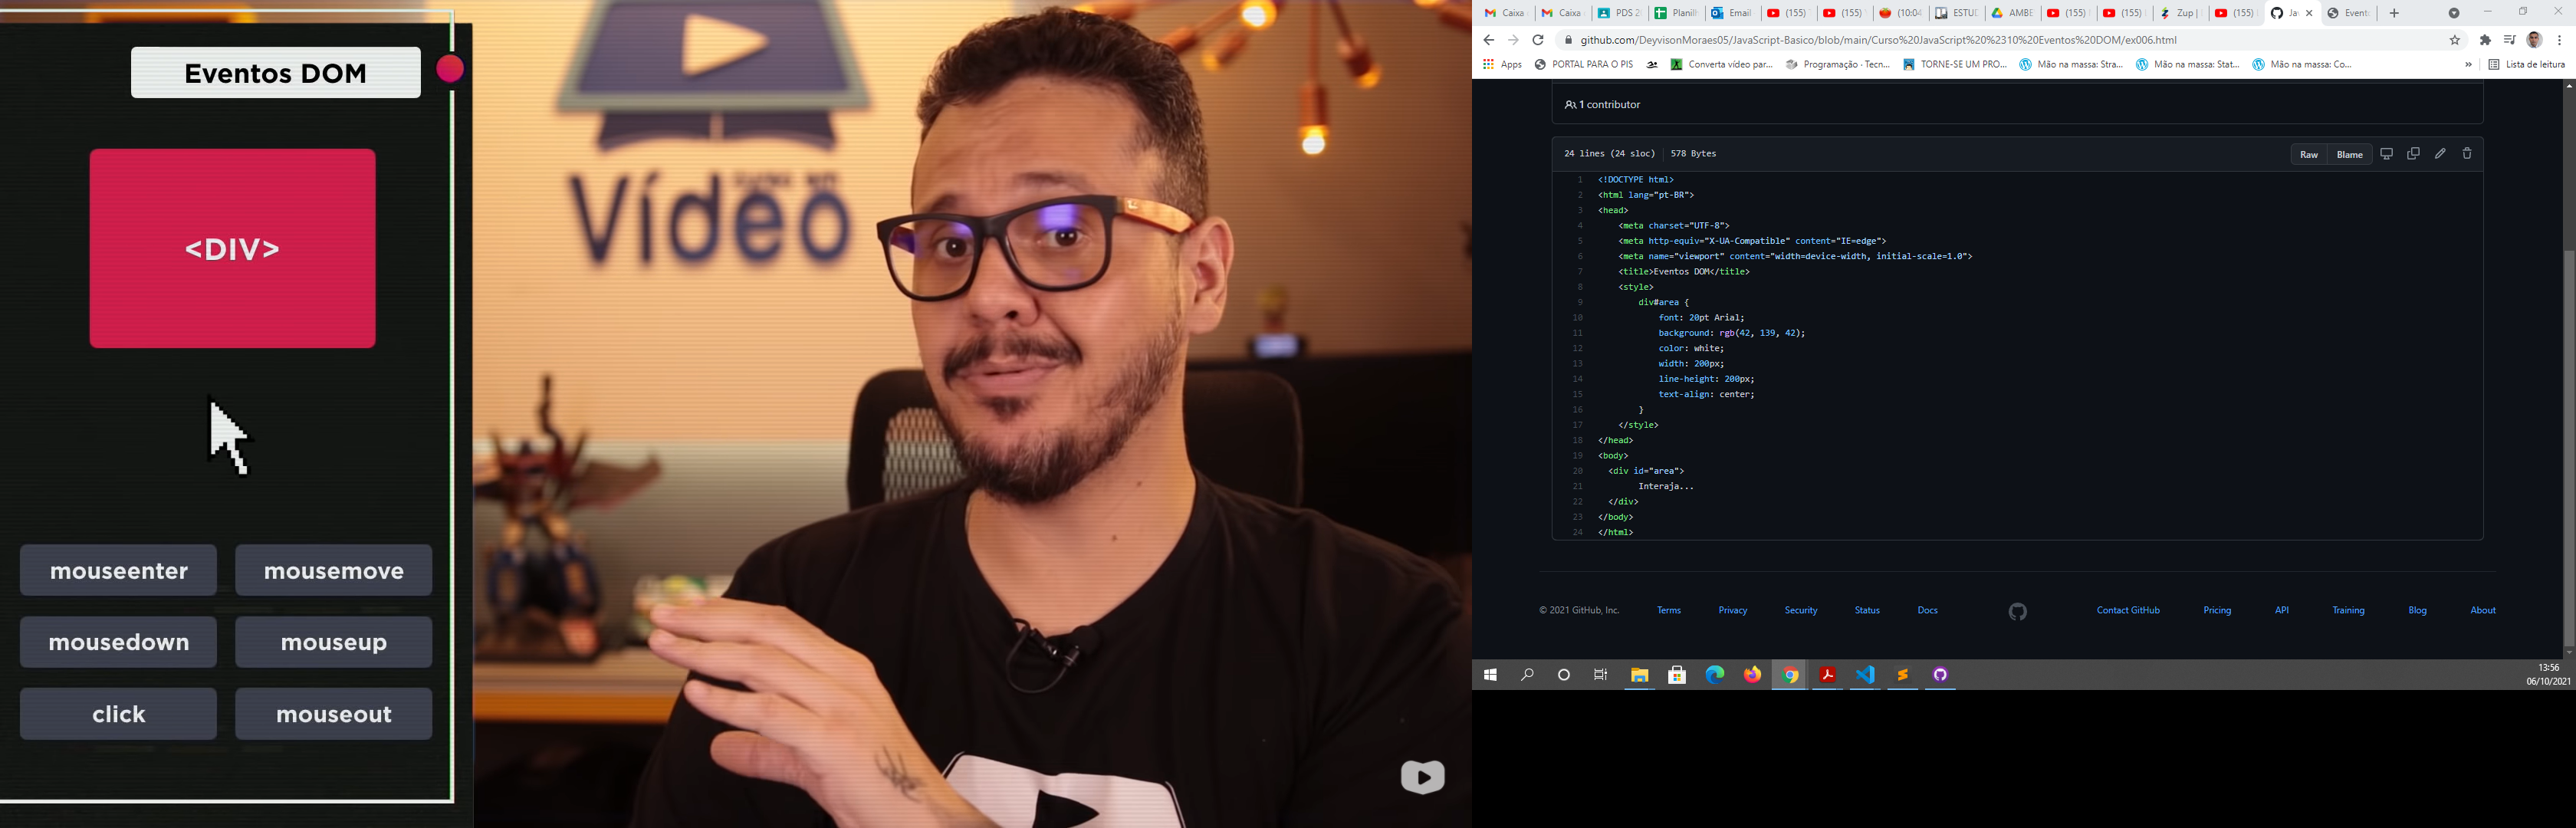 Eventos DOM
<DIV>
mouseenter
mousemove
mousedown
mouseup
click
mouseout
Vídeo
Caixa
Caixa
PDS 2
Planilh
Email
(155)
(155)
(10:04
ESTUD
AMBE
(155)
(155)
Zup |
(155)
Jav
Event
github.com/DeyvisonMoraes05/JavaScript-Basico/blob/main/Curso%20JavaScript%20%2310%20Eventos%20DOM/ex006.html
Apps
PORTAL PARA O PIS
Converta vídeo par...
Programação - Tecn...
TORNE-SE UM PRO...
Mão na massa: Stra...
Mão na massa: Stat...
Mão na massa: Co...
»
Lista de leitura
1 contributor
24 lines (24 sloc) 578 Bytes
Raw
Blame
1 <!DOCTYPE html>
2 <html lang="pt-BR">
3 <head>
4 <meta charset="UTF-8">
5 <meta http-equiv="X-UA-Compatible" content="IE=edge">
6 <meta name="viewport" content="width=device-width, initial-scale=1.0">
7 <title>Eventos DOM</title>
8 <style>
9 div#area {
10 font: 20pt Arial;
11 background: rgb(42, 139, 42);
12 color: white;
13 width: 200px;
14 line-height: 200px;
15 text-align: center;
16 }
17 </style>
18 </head>
19 <body>
20 <div id="area">
21 Interaja...
22 </div>
23 </body>
24 </html>
© 2021 GitHub, Inc.
Terms
Privacy
Security
Status
Docs
Contact GitHub
Pricing
API
Training
Blog
About
13:56
06/10/2021